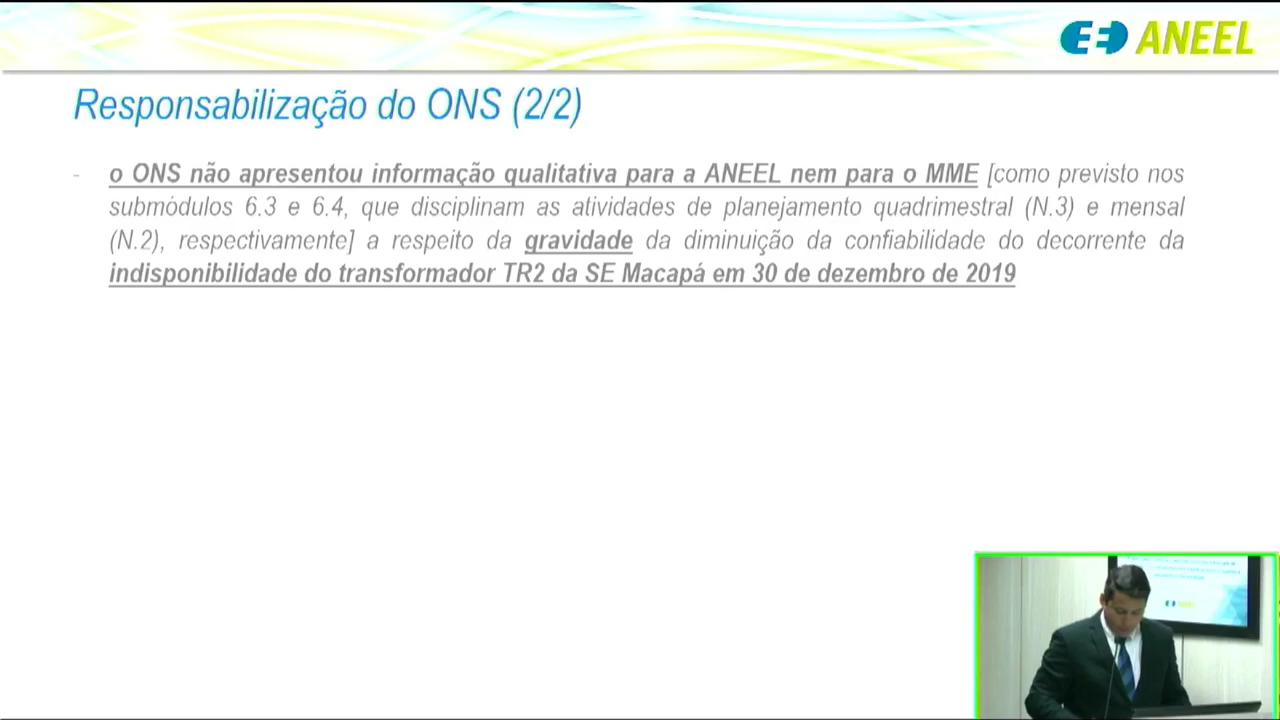 ANEEL
Responsabilização do ONS (2/2)
- o ONS não apresentou informação qualitativa para a ANEEL nem para o MME [como previsto nos
submódulos 6.3 e 6.4, que disciplinam as atividades de planejamento quadrimestral (N.3) e mensal
(N.2), respectivamente] a respeito da gravidade da diminuição da confiabilidade do decorrente da
indisponibilidade do transformador TR2 da SE Macapá em 30 de dezembro de 2019